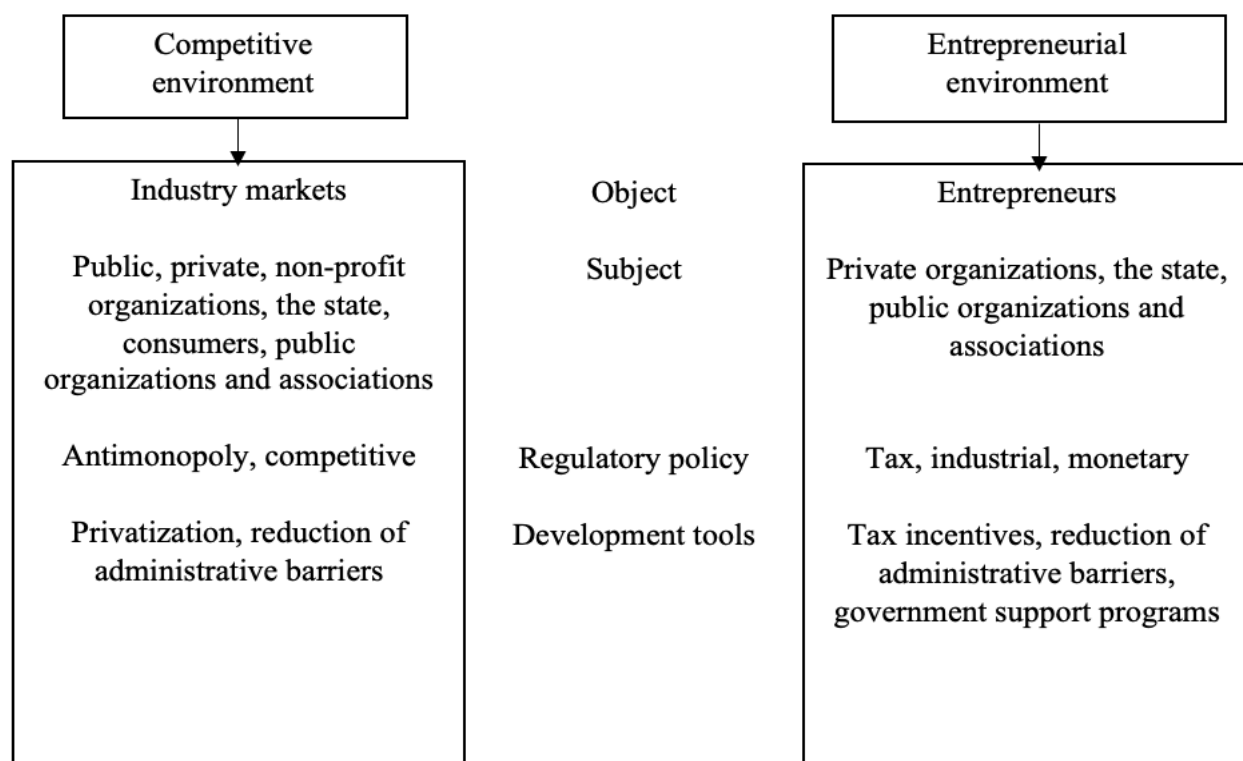 Competitive
environment
Entrepreneurial
environment
Industry markets
Object
Entrepreneurs
Public, private, non-profit
organizations, the state,
consumers, public
organizations and associations
Subject
Private organizations, the state,
public organizations and
associations
Antimonopoly, competitive
Regulatory policy
Tax, industrial, monetary
Privatization, reduction of
administrative barriers
Development tools
Tax incentives, reduction of
administrative barriers,
government support programs